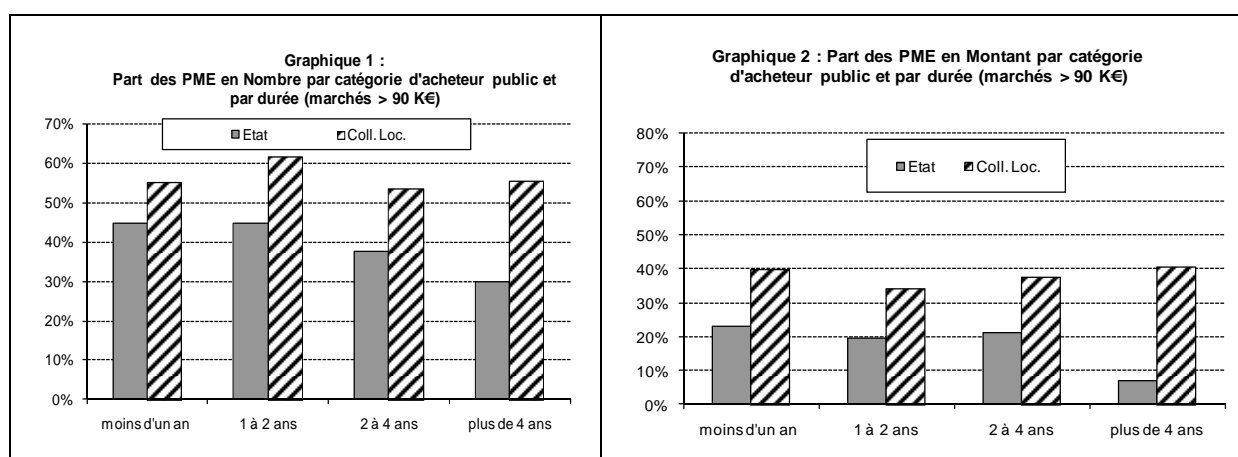 Graphique 1 :
Part des PME en Nombre par catégorie d'acheteur public et
par durée (marchés > 90 K€)
70%
60%
50%
40%
30%
20%
10%
0%
Etat
Coll. Loc.
moins d'un an
1 à 2 ans
2 à 4 ans
plus de 4 ans
Graphique 2 : Part des PME en Montant par catégorie
d'acheteur public et par durée (marchés > 90 K€)
80%
70%
60%
50%
40%
30%
20%
10%
0%
Etat
Coll. Loc.
moins d'un an
1 à 2 ans
2 à 4 ans
plus de 4 ans